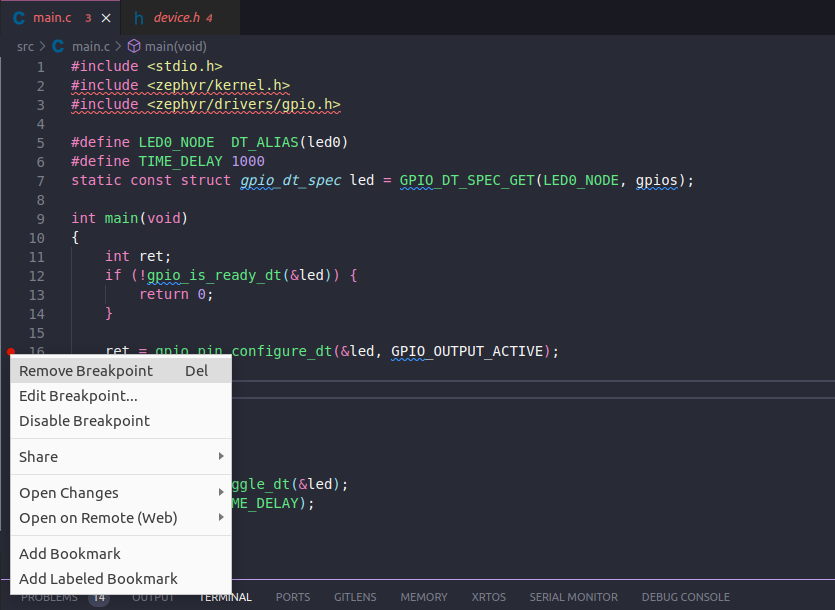 C main.c 3 ×
h device.h 4
src > C main.c > main(void)
1 #include <stdio.h>
2 #include <zephyr/kernel.h>
3 #include <zephyr/drivers/gpio.h>
4
5 #define LED0_NODE  DT_ALIAS(led0)
6 #define TIME_DELAY 1000
7 static const struct gpio_dt_spec led = GPIO_DT_SPEC_GET(LED0_NODE, gpios);
8
9 int main(void)
10 {
11     int ret;
12     if (!gpio_is_ready_dt(&led)) {
13         return 0;
14     }
15
16     ret = gpio_pin_configure_dt(&led, GPIO_OUTPUT_ACTIVE);
Remove Breakpoint Del
Edit Breakpoint...
Disable Breakpoint
Share
ggle_dt(&led);
Open Changes
ME_DELAY);
Open on Remote (Web)
Add Bookmark
Add Labeled Bookmark
PROBLEMS 14 OUTPUT TERMINAL PORTS GITLENS MEMORY XRTOS SERIAL MONITOR DEBUG CONSOLE